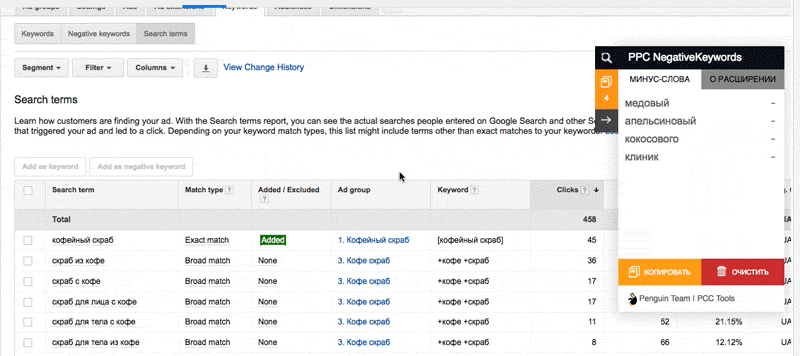 Ad groups Settings Ads Ad extensions Keywords Audiences Dimensions
Keywords Negative keywords Search terms
Segment Filter Columns View Change History
Search terms
Learn how customers are finding your ad. With the Search terms report, you can see the actual searches people entered on Google Search and other
that triggered your ad and led to a click. Depending on your keyword match types, this list might include terms other than exact matches to your keywords.
Add as keyword Add as negative keyword
Search term Match type ? Added / Excluded ? Ad group Keyword ? Clicks ? ↓
Total 458
кофейный скраб Exact match Added 1. Кофейный скраб [кофейный скраб] 45
скраб из кофе Broad match None 3. Кофе скраб +кофе +скраб 36
скраб с кофе Broad match None 3. Кофе скраб +кофе +скраб 17
скраб для лица с кофе Broad match None 3. Кофе скраб +кофе +скраб 17
скраб для тела с кофе Broad match None 3. Кофе скраб +кофе +скраб 11 52 21.15% UA
скраб для тела из кофе Broad match None 3. Кофе скраб +кофе +скраб 8 66 12.12% UA
PPC NegativeKeywords
4
МИНУС-СЛОВА О РАСШИРЕНИИ
медовый –
апельсиновый –
кокосового –
клиник –
КОПИРОВАТЬ ОЧИСТИТЬ
Penguin Team | PCC Tools